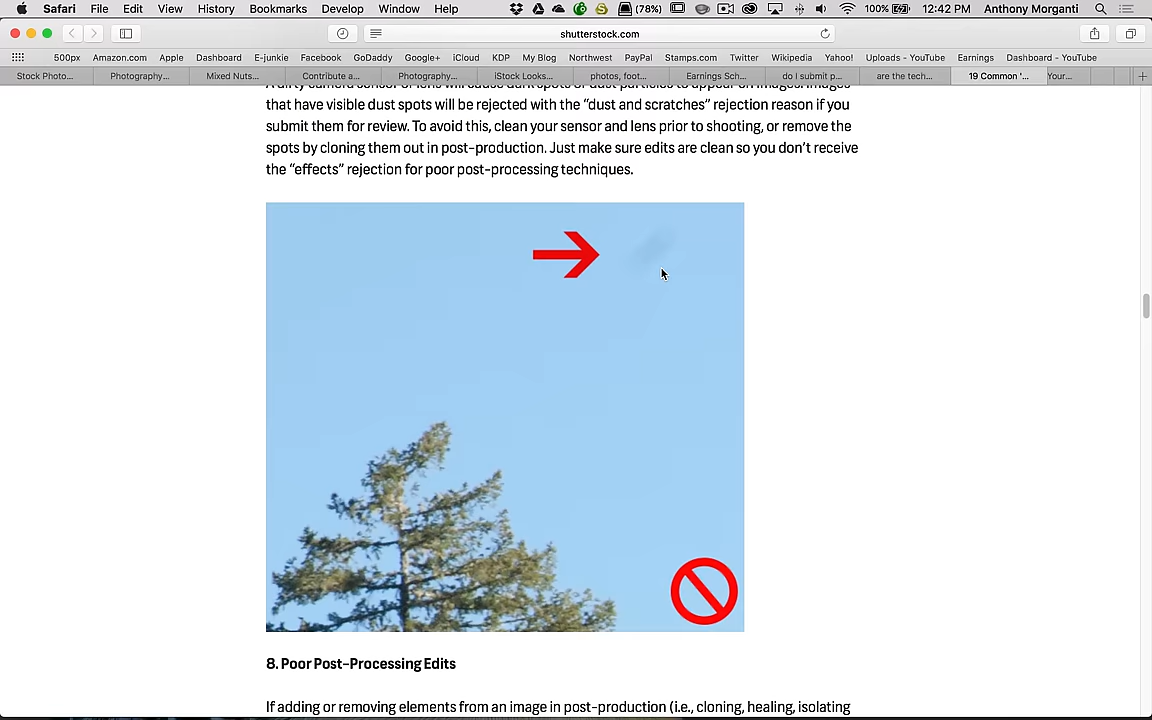 Safari File Edit View History Bookmarks Develop Window Help (78%) 100% 12:42 PM Anthony Morganti
shutterstock.com
500px Amazon.com Apple Dashboard E-junkie Facebook GoDaddy Google+ iCloud KDP My Blog Northwest PayPal Stamps.com Twitter Wikipedia Yahoo! Uploads - YouTube Earnings Dashboard - YouTube
Stock Photo... Photography... Mixed Nuts... Contribute a... Photography... iStock Looks... photos, foot... Earnings Sch... do I submit p... are the tech... 19 Common '... Your...
that have visible dust spots will be rejected with the “dust and scratches” rejection reason if you
submit them for review. To avoid this, clean your sensor and lens prior to shooting, or remove the
spots by cloning them out in post-production. Just make sure edits are clean so you don’t receive
the “effects” rejection for poor post-processing techniques.
8. Poor Post-Processing Edits
If adding or removing elements from an image in post-production (i.e., cloning, healing, isolating